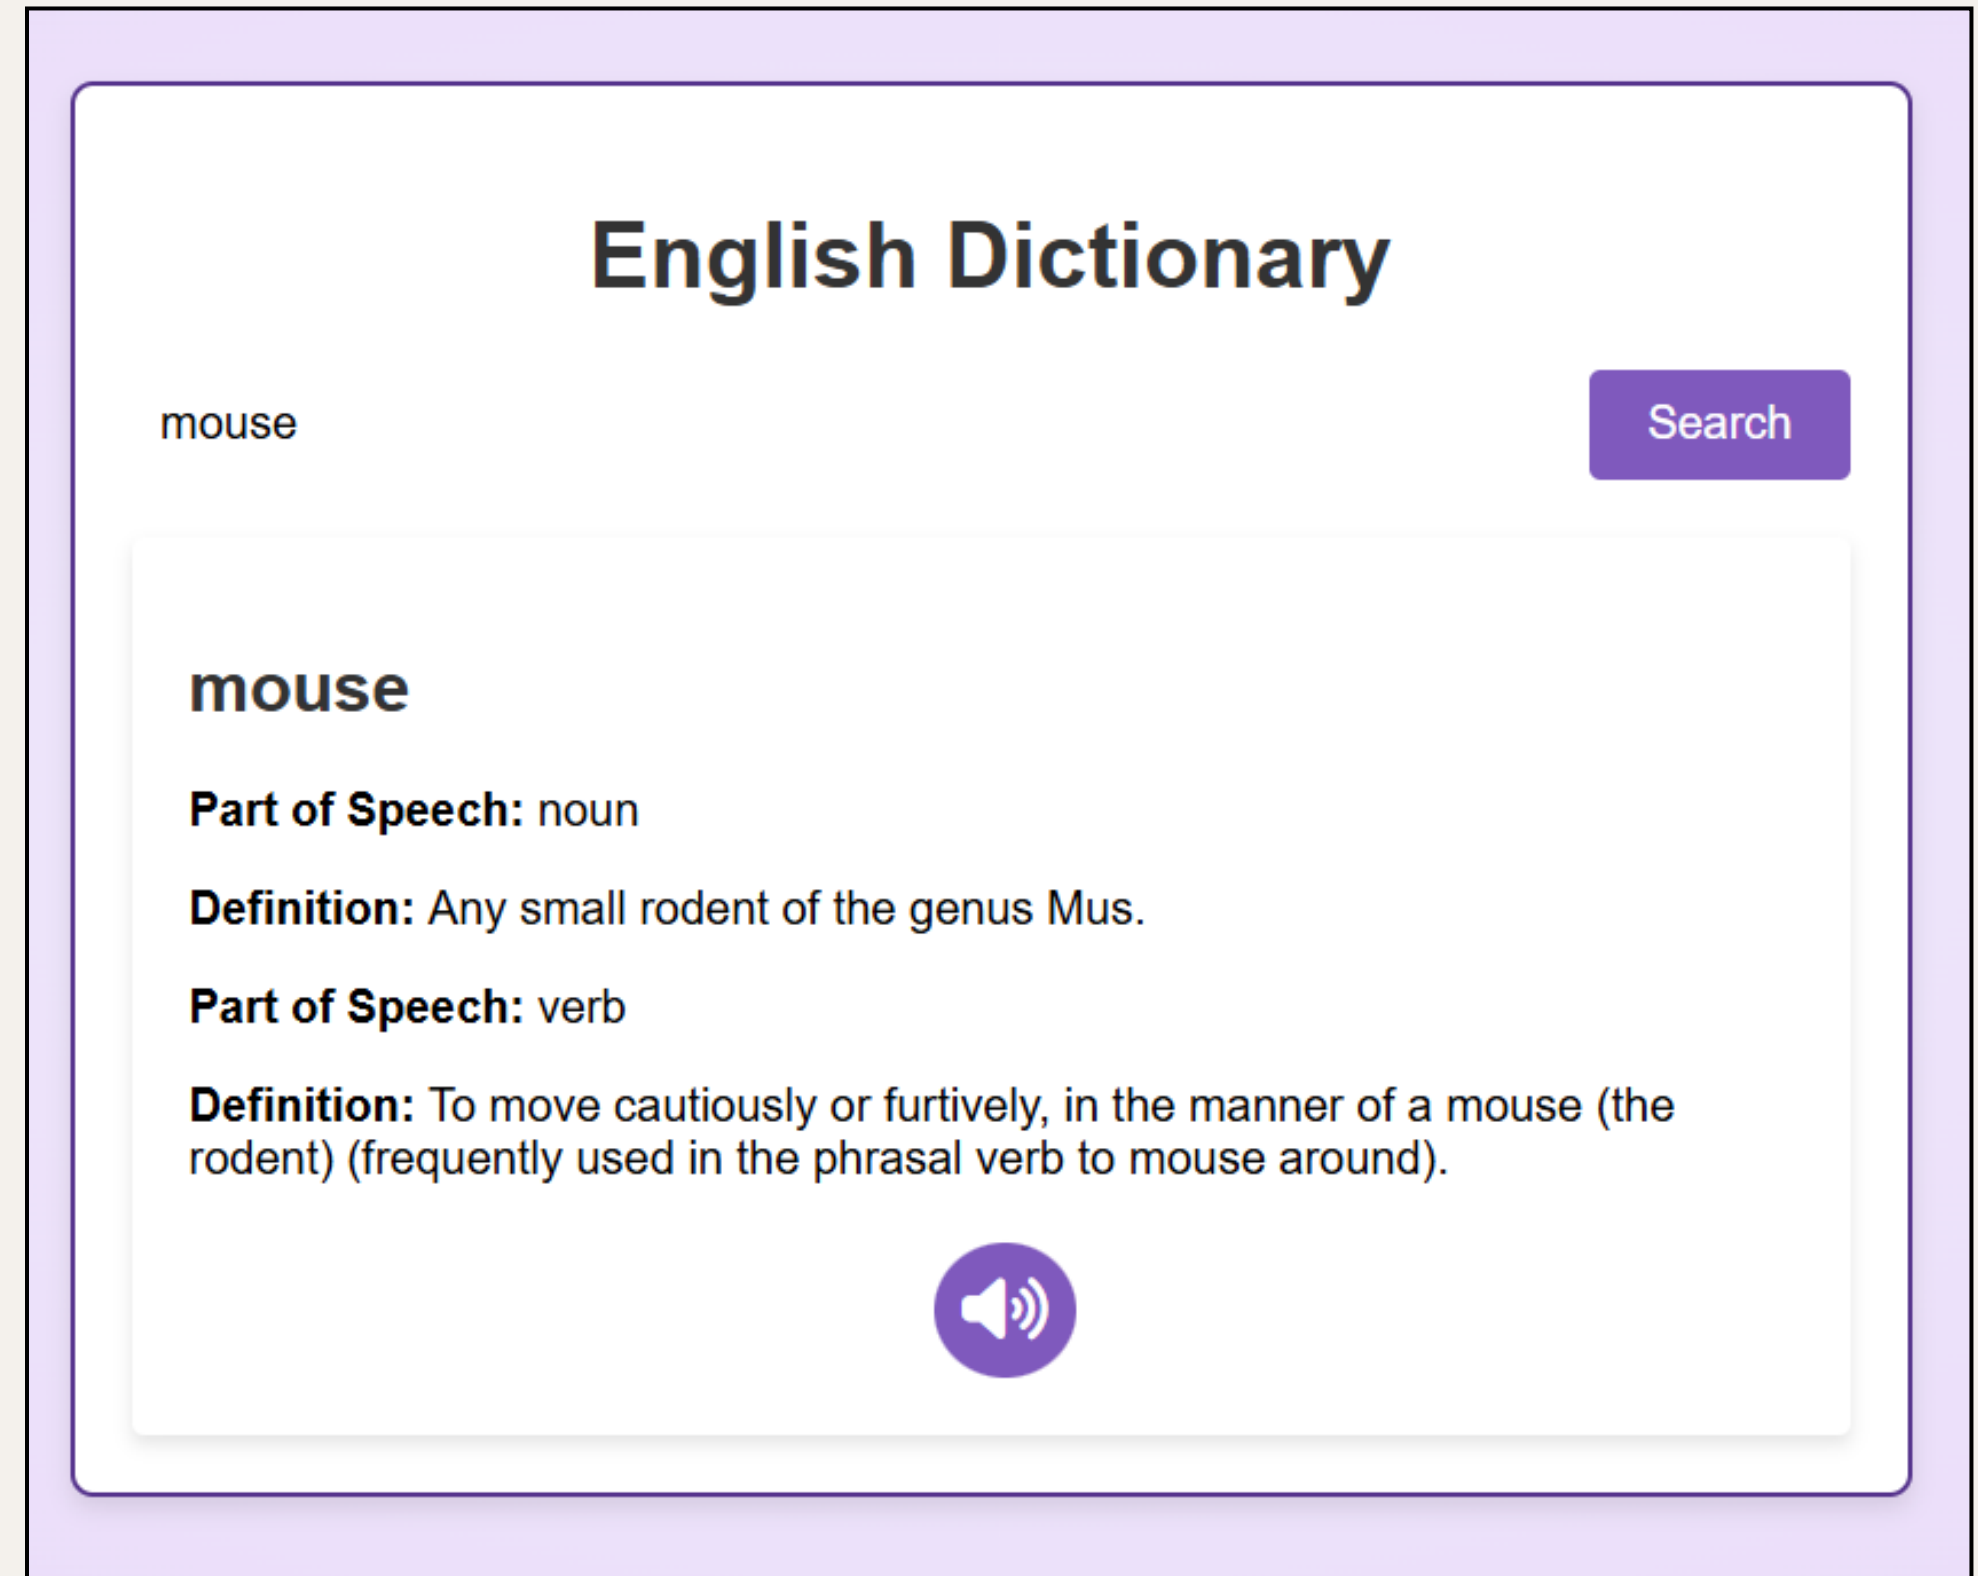 English Dictionary
mouse
Search
mouse
Part of Speech: noun
Definition: Any small rodent of the genus Mus.
Part of Speech: verb
Definition: To move cautiously or furtively, in the manner of a mouse (the
rodent) (frequently used in the phrasal verb to mouse around).